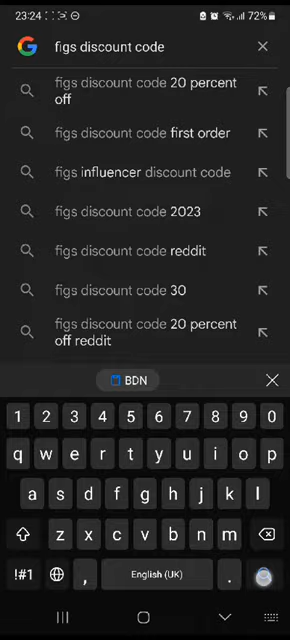 23:24 72%
figs discount code
figs discount code 20 percent
off
figs discount code first order
figs influencer discount code
figs discount code 2023
figs discount code reddit
figs discount code 30
figs discount code 20 percent
off reddit
BDN
1 2 3 4 5 6 7 8 9 0
q w e r t y u i o p
a s d f g h j k l
z x c v b n m
!#1 , English (UK) .